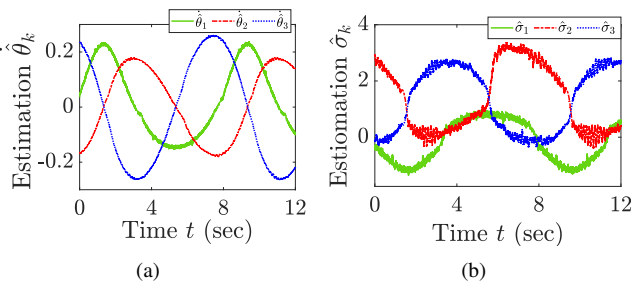 θ̇̂₁ θ̇̂₂ θ̇̂₃
Estimation θ̇̂ₖ
0.2
0
-0.2
0 4 8 12
Time t (sec)
(a)
σ̂₁ σ̂₂ σ̂₃
Estiomation σ̂ₖ
4
2
0
0 4 8 12
Time t (sec)
(b)